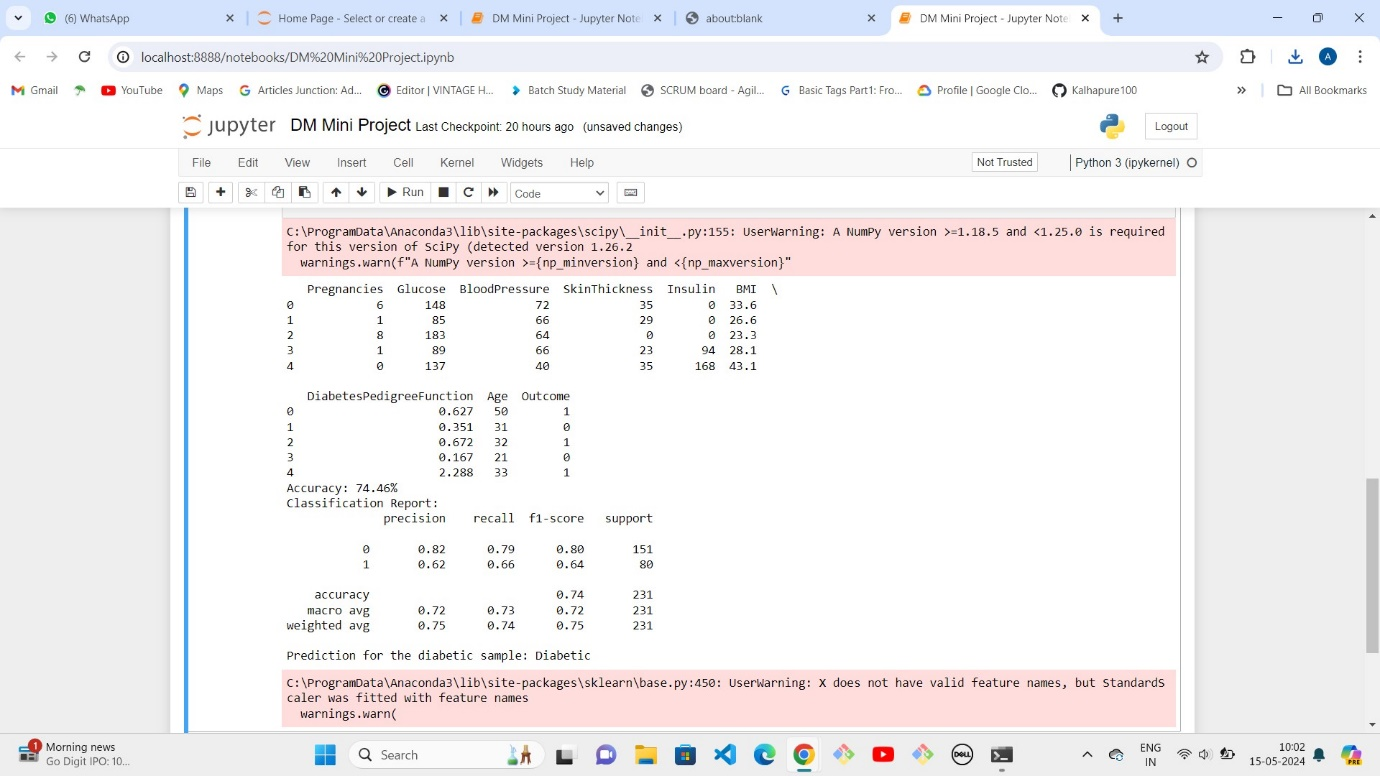 (6) WhatsApp
Home Page - Select or create a
DM Mini Project - Jupyter Note
about:blank
DM Mini Project - Jupyter Note
localhost:8888/notebooks/DM%20Mini%20Project.ipynb
A
Gmail
YouTube
Maps
Articles Junction: Ad...
Editor | VINTAGE H...
Batch Study Material
SCRUM board - Agil...
Basic Tags Part1: Fro...
Profile | Google Clo...
Kalhapure100
»
All Bookmarks
jupyter DM Mini Project Last Checkpoint: 20 hours ago (unsaved changes)
Logout
File Edit View Insert Cell Kernel Widgets Help
Not Trusted
Python 3 (ipykernel)
Run
Code
C:\ProgramData\Anaconda3\lib\site-packages\scipy\__init__.py:155: UserWarning: A NumPy version >=1.18.5 and <1.25.0 is required
for this version of SciPy (detected version 1.26.2
warnings.warn(f"A NumPy version >={np_minversion} and <{np_maxversion}"
Pregnancies Glucose BloodPressure SkinThickness Insulin BMI \
0 6 148 72 35 0 33.6
1 1 85 66 29 0 26.6
2 8 183 64 0 0 23.3
3 1 89 66 23 94 28.1
4 0 137 40 35 168 43.1
DiabetesPedigreeFunction Age Outcome
0 0.627 50 1
1 0.351 31 0
2 0.672 32 1
3 0.167 21 0
4 2.288 33 1
Accuracy: 74.46%
Classification Report:
precision recall f1-score support
0 0.82 0.79 0.80 151
1 0.62 0.66 0.64 80
accuracy 0.74 231
macro avg 0.72 0.73 0.72 231
weighted avg 0.75 0.74 0.75 231
Prediction for the diabetic sample: Diabetic
C:\ProgramData\Anaconda3\lib\site-packages\sklearn\base.py:450: UserWarning: X does not have valid feature names, but StandardS
caler was fitted with feature names
warnings.warn(
1
Morning news
Go Digit IPO: 10...
Search
DELL
ENG
IN
10:02
15-05-2024
PRE